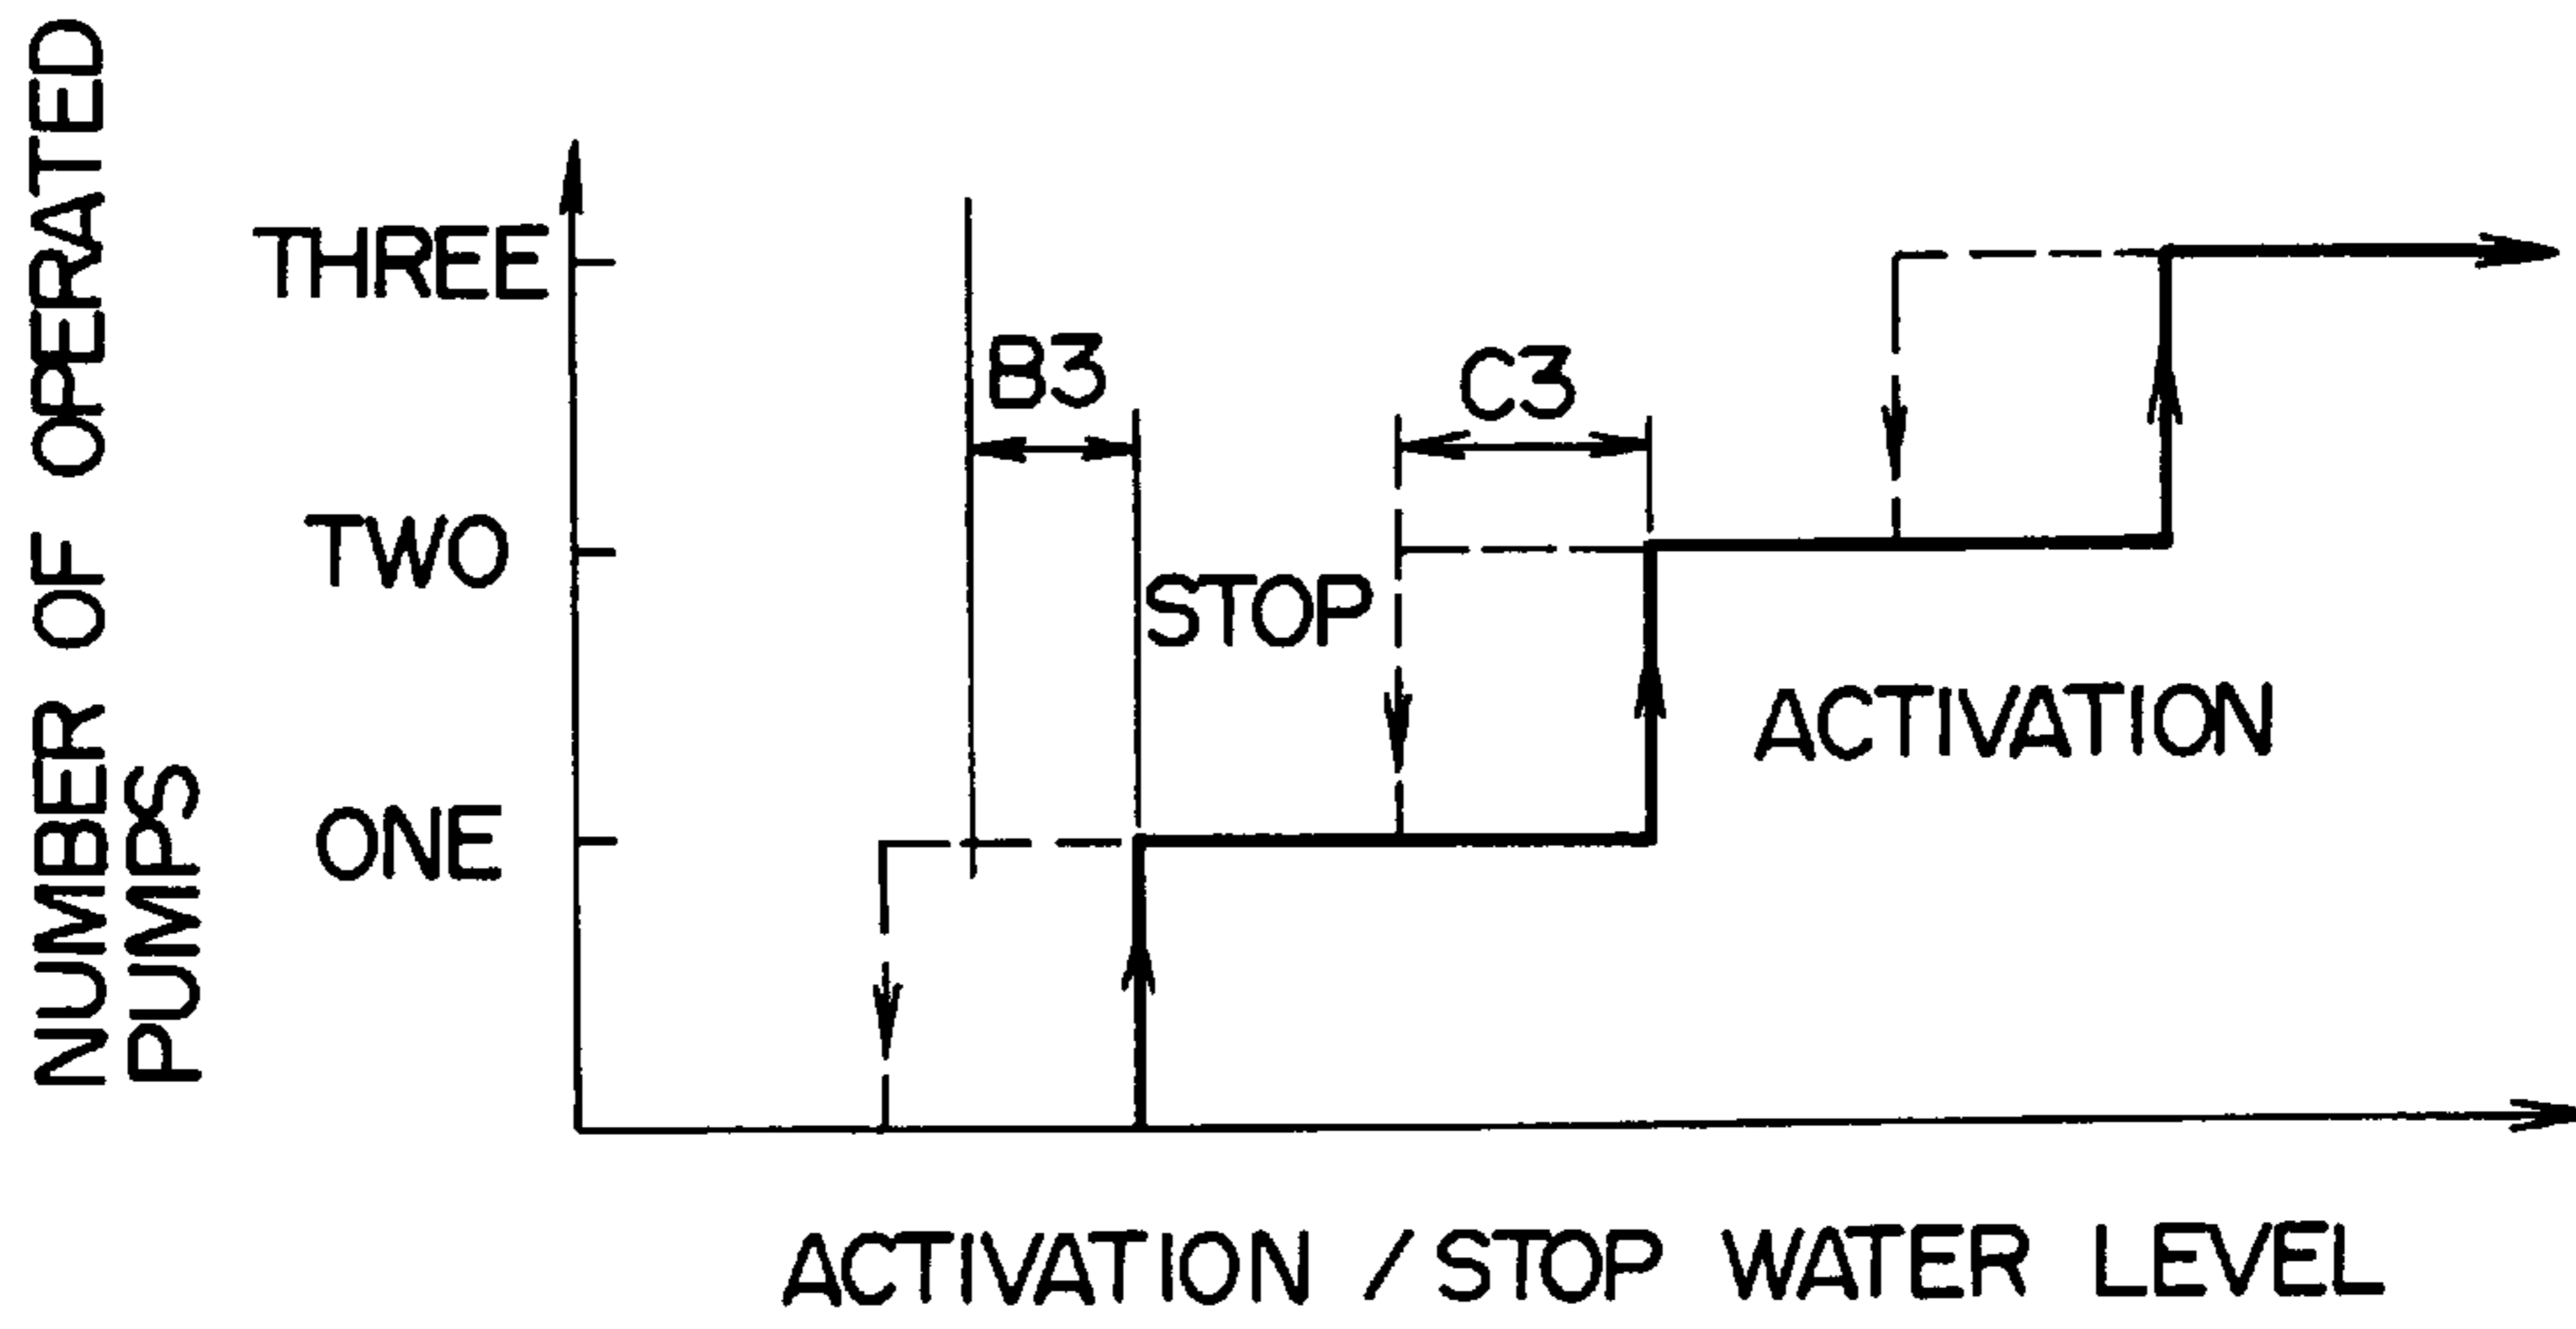 NUMBER OF OPERATED
PUMPS
THREE
TWO
ONE
B3
C3
STOP
ACTIVATION
ACTIVATION / STOP WATER LEVEL